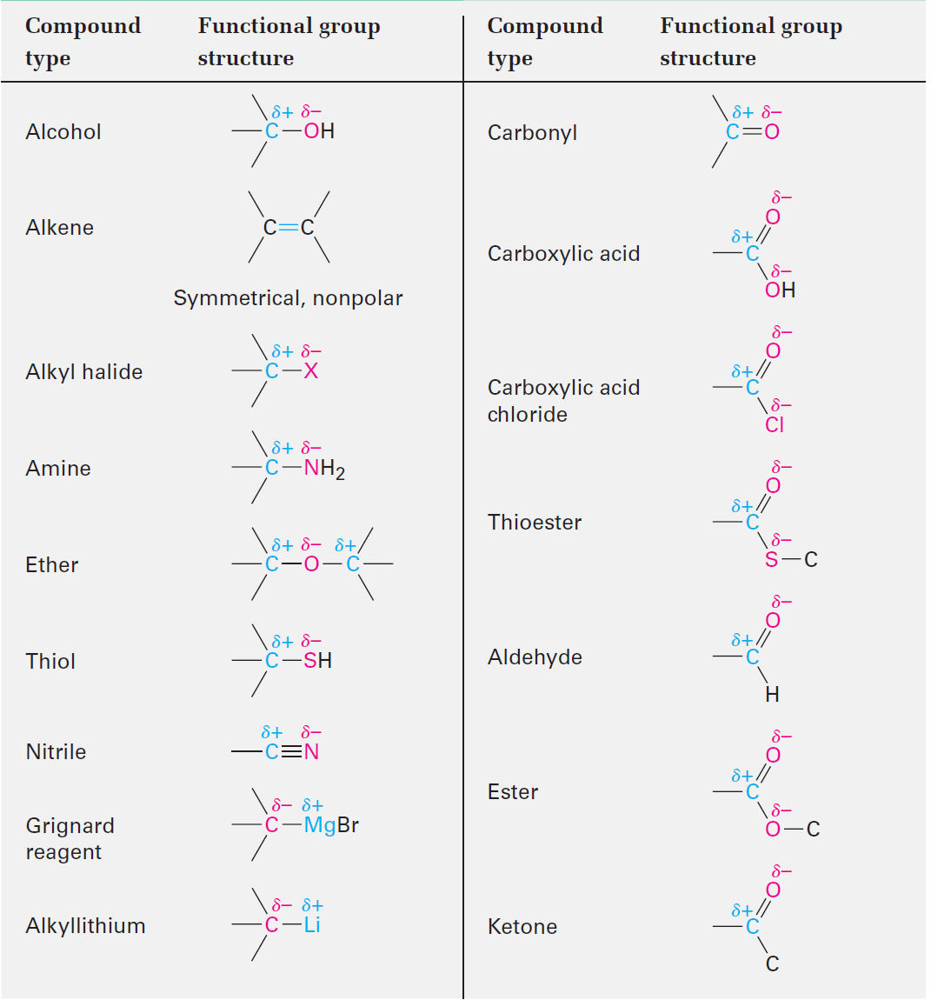 Compound type
Functional group structure
Alcohol
δ+ δ−
C—OH
Alkene
C=C
Symmetrical, nonpolar
Alkyl halide
δ+ δ−
C—X
Amine
δ+ δ−
C—NH₂
Ether
δ+ δ− δ+
C—O—C
Thiol
δ+ δ−
C—SH
Nitrile
δ+ δ−
C≡N
Grignard reagent
δ− δ+
C—MgBr
Alkyllithium
δ− δ+
C—Li
Compound type
Functional group structure
Carbonyl
δ+ δ−
C=O
Carboxylic acid
δ−
O
δ+
C
δ−
OH
Carboxylic acid
chloride
δ−
O
δ+
C
δ−
Cl
Thioester
δ−
O
δ+
C
δ−
S—C
Aldehyde
δ−
O
δ+
C
H
Ester
δ−
O
δ+
C
δ−
O—C
Ketone
δ−
O
δ+
C
C